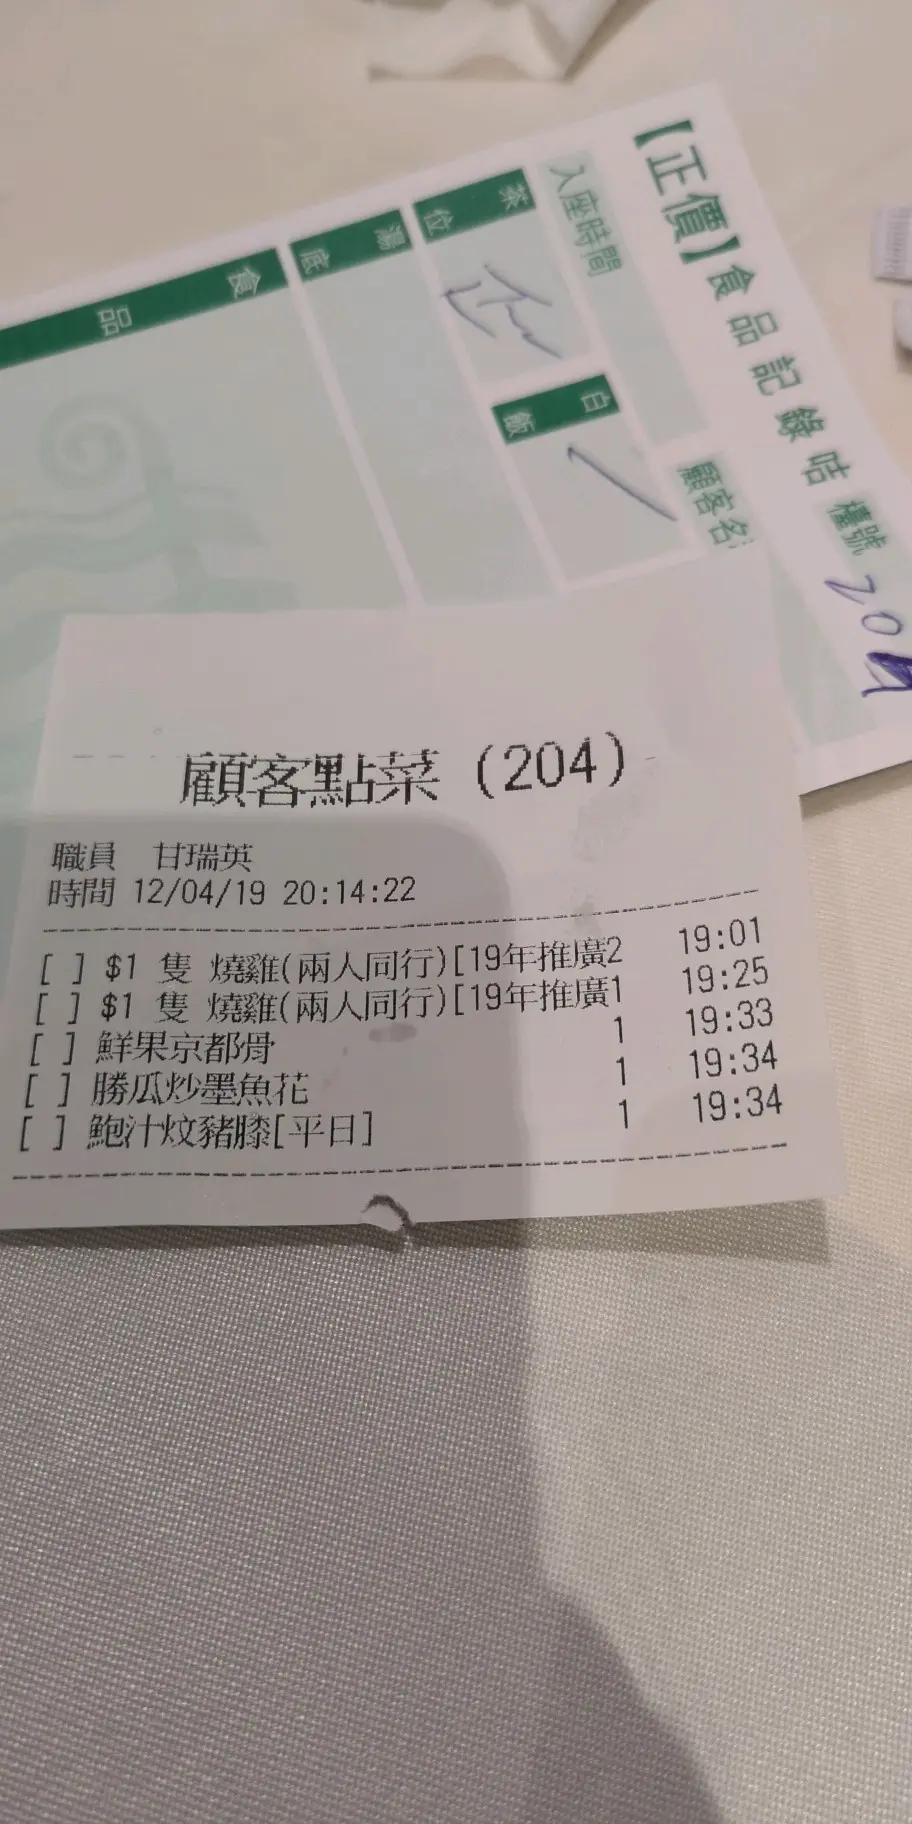 【正價】食品記錄咭
檯號 204
入座時間
顧客名
茶位
白飯 ✓
湯底
食品
顧客點菜 (204)
職員 甘瑞英
時間 12/04/19 20:14:22
[ ] $1 隻 燒雞(兩人同行)[19年推廣2 19:01
[ ] $1 隻 燒雞(兩人同行)[19年推廣1 19:25
[ ] 鮮果京都骨 1 19:33
[ ] 勝瓜炒墨魚花 1 19:34
[ ] 鮑汁炆豬膝[平日] 1 19:34